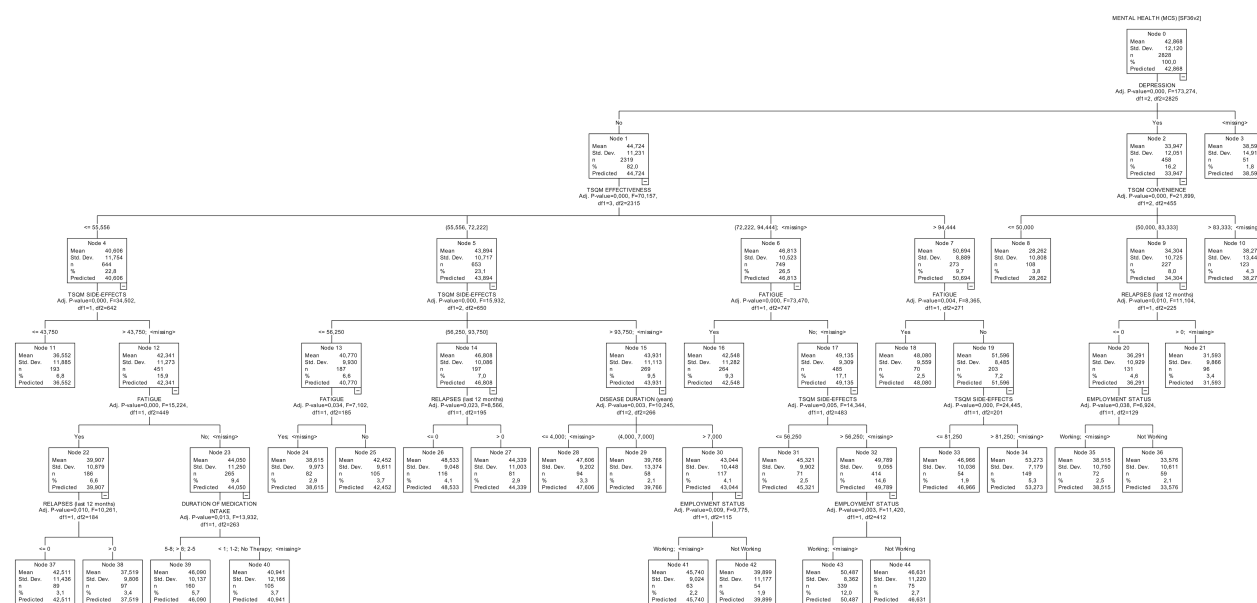 MENTAL HEALTH (MCS) [SF36v2]
Node 0
Mean 42,868
Std. Dev. 12,120
n 2828
% 100,0
Predicted 42,868
DEPRESSION
Adj. P-value=0,000, F=173,274,
df1=2, df2=2825
No
Yes
<missing>
Node 1
Mean 44,724
Std. Dev. 11,231
n 2319
% 82,0
Predicted 44,724
Node 2
Mean 33,947
Std. Dev. 12,051
n 458
% 16,2
Predicted 33,947
Node 3
Mean 38,59
Std. Dev. 14,91
n 51
% 1,8
Predicted 38,59
TSQM EFFECTIVENESS
Adj. P-value=0,000, F=70,157,
df1=3, df2=2315
TSQM CONVENIENCE
Adj. P-value=0,000, F=21,899,
df1=2, df2=455
<= 55,556
(55,556, 72,222]
(72,222, 94,444]; <missing>
> 94,444
<= 50,000
(50,000, 83,333]
> 83,333; <missing
Node 4
Mean 40,606
Std. Dev. 11,754
n 644
% 22,8
Predicted 40,606
Node 5
Mean 43,894
Std. Dev. 10,717
n 653
% 23,1
Predicted 43,894
Node 6
Mean 46,813
Std. Dev. 10,523
n 749
% 26,5
Predicted 46,813
Node 7
Mean 50,694
Std. Dev. 8,889
n 273
% 9,7
Predicted 50,694
Node 8
Mean 28,262
Std. Dev. 10,808
n 108
% 3,8
Predicted 28,262
Node 9
Mean 34,304
Std. Dev. 10,725
n 227
% 8,0
Predicted 34,304
Node 10
Mean 38,27
Std. Dev. 13,44
n 123
% 4,3
Predicted 38,27
TSQM SIDE-EFFECTS
Adj. P-value=0,000, F=34,502,
df1=1, df2=642
TSQM SIDE-EFFECTS
Adj. P-value=0,000, F=15,932,
df1=2, df2=650
FATIGUE
Adj. P-value=0,000, F=73,470,
df1=1, df2=747
FATIGUE
Adj. P-value=0,004, F=8,365,
df1=1, df2=271
RELAPSES (last 12 months)
Adj. P-value=0,010, F=11,104,
df1=1, df2=225
<= 43,750
> 43,750; <missing>
<= 56,250
(56,250, 93,750]
> 93,750; <missing>
Yes
No; <missing>
Yes
No
<= 0
> 0; <missing>
Node 11
Mean 36,552
Std. Dev. 11,885
n 193
% 6,8
Predicted 36,552
Node 12
Mean 42,341
Std. Dev. 11,273
n 451
% 15,9
Predicted 42,341
Node 13
Mean 40,770
Std. Dev. 9,930
n 187
% 6,6
Predicted 40,770
Node 14
Mean 46,808
Std. Dev. 10,086
n 197
% 7,0
Predicted 46,808
Node 15
Mean 43,931
Std. Dev. 11,113
n 269
% 9,5
Predicted 43,931
Node 16
Mean 42,548
Std. Dev. 11,282
n 264
% 9,3
Predicted 42,548
Node 17
Mean 49,135
Std. Dev. 9,309
n 485
% 17,1
Predicted 49,135
Node 18
Mean 48,080
Std. Dev. 9,559
n 70
% 2,5
Predicted 48,080
Node 19
Mean 51,596
Std. Dev. 8,485
n 203
% 7,2
Predicted 51,596
Node 20
Mean 36,291
Std. Dev. 10,929
n 131
% 4,6
Predicted 36,291
Node 21
Mean 31,593
Std. Dev. 9,866
n 96
% 3,4
Predicted 31,593
FATIGUE
Adj. P-value=0,000, F=15,224,
df1=1, df2=449
FATIGUE
Adj. P-value=0,034, F=7,102,
df1=1, df2=185
RELAPSES (last 12 months)
Adj. P-value=0,023, F=8,566,
df1=1, df2=195
DISEASE DURATION (years)
Adj. P-value=0,003, F=10,245,
df1=2, df2=266
TSQM SIDE-EFFECTS
Adj. P-value=0,005, F=14,344,
df1=1, df2=483
TSQM SIDE-EFFECTS
Adj. P-value=0,000, F=24,445,
df1=1, df2=201
EMPLOYMENT STATUS
Adj. P-value=0,038, F=6,924,
df1=1, df2=129
Yes
No; <missing>
Yes; <missing>
No
<= 0
> 0
<= 4,000; <missing>
(4,000, 7,000]
> 7,000
<= 56,250
> 56,250; <missing>
<= 81,250
> 81,250; <missing>
Working; <missing>
Not Working
Node 22
Mean 39,907
Std. Dev. 10,879
n 186
% 6,6
Predicted 39,907
Node 23
Mean 44,050
Std. Dev. 11,250
n 265
% 9,4
Predicted 44,050
Node 24
Mean 38,615
Std. Dev. 9,973
n 82
% 2,9
Predicted 38,615
Node 25
Mean 42,452
Std. Dev. 9,611
n 105
% 3,7
Predicted 42,452
Node 26
Mean 48,533
Std. Dev. 9,048
n 116
% 4,1
Predicted 48,533
Node 27
Mean 44,339
Std. Dev. 11,003
n 81
% 2,9
Predicted 44,339
Node 28
Mean 47,606
Std. Dev. 9,202
n 94
% 3,3
Predicted 47,606
Node 29
Mean 39,766
Std. Dev. 13,374
n 58
% 2,1
Predicted 39,766
Node 30
Mean 43,044
Std. Dev. 10,448
n 117
% 4,1
Predicted 43,044
Node 31
Mean 45,321
Std. Dev. 9,902
n 71
% 2,5
Predicted 45,321
Node 32
Mean 49,789
Std. Dev. 9,055
n 414
% 14,6
Predicted 49,789
Node 33
Mean 46,966
Std. Dev. 10,036
n 54
% 1,9
Predicted 46,966
Node 34
Mean 53,273
Std. Dev. 7,179
n 149
% 5,3
Predicted 53,273
Node 35
Mean 38,515
Std. Dev. 10,750
n 72
% 2,5
Predicted 38,515
Node 36
Mean 33,576
Std. Dev. 10,611
n 59
% 2,1
Predicted 33,576
RELAPSES (last 12 months)
Adj. P-value=0,010, F=10,261,
df1=1, df2=184
DURATION OF MEDICATION
INTAKE
Adj. P-value=0,013, F=13,932,
df1=1, df2=263
EMPLOYMENT STATUS
Adj. P-value=0,009, F=9,775,
df1=1, df2=115
EMPLOYMENT STATUS
Adj. P-value=0,003, F=11,420,
df1=1, df2=412
<= 0
> 0
5-8; > 8; 2-5
< 1; 1-2; No Therapy; <missing>
Working; <missing>
Not Working
Working; <missing>
Not Working
Node 37
Mean 42,511
Std. Dev. 11,436
n 89
% 3,1
Predicted 42,511
Node 38
Mean 37,519
Std. Dev. 9,806
n 97
% 3,4
Predicted 37,519
Node 39
Mean 46,090
Std. Dev. 10,137
n 160
% 5,7
Predicted 46,090
Node 40
Mean 40,941
Std. Dev. 12,166
n 105
% 3,7
Predicted 40,941
Node 41
Mean 45,740
Std. Dev. 9,024
n 63
% 2,2
Predicted 45,740
Node 42
Mean 39,899
Std. Dev. 11,177
n 54
% 1,9
Predicted 39,899
Node 43
Mean 50,487
Std. Dev. 8,362
n 339
% 12,0
Predicted 50,487
Node 44
Mean 46,631
Std. Dev. 11,220
n 75
% 2,7
Predicted 46,631